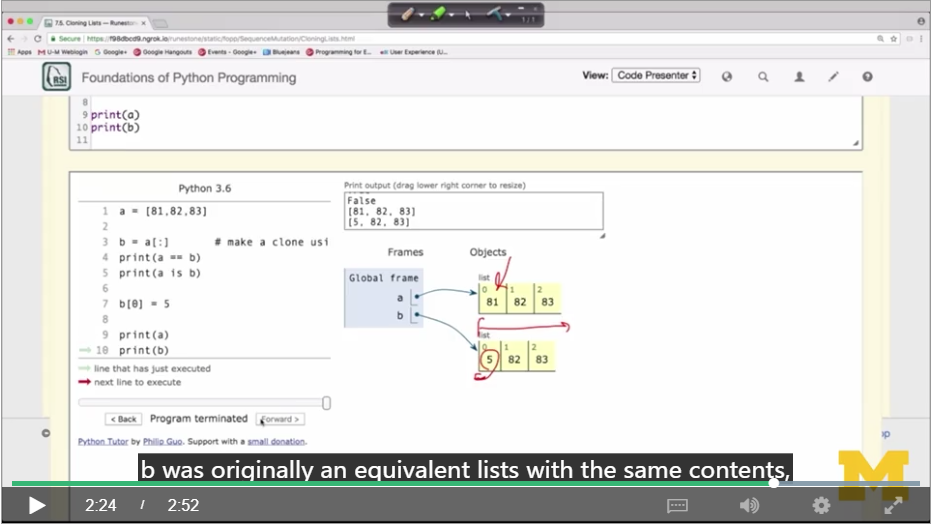 7.5. Cloning Lists — Runesto
1 / 1
Secure
https://f98dbcd9.ngrok.io/runestone/static/fopp/SequenceMutation/CloningLists.html
Apps M U-M Weblogin Google+ Google Hangouts Events - Google+ Bluejeans Programming for E... User Experience (U...
RSI
Foundations of Python Programming
View: Code Presenter
8
9 print(a)
10 print(b)
11
Python 3.6
1 a = [81,82,83]
2
3 b = a[:] # make a clone usi
4 print(a == b)
5 print(a is b)
6
7 b[0] = 5
8
9 print(a)
10 print(b)
line that has just executed
next line to execute
< Back Program terminated Forward >
Python Tutor by Philip Guo. Support with a small donation.
Print output (drag lower right corner to resize)
False
[81, 82, 83]
[5, 82, 83]
Frames Objects
Global frame
a
b
list
0 1 2
81 82 83
list
0 1 2
5 82 83
©
op
b was originally an equivalent lists with the same contents,
M
2:24 / 2:52